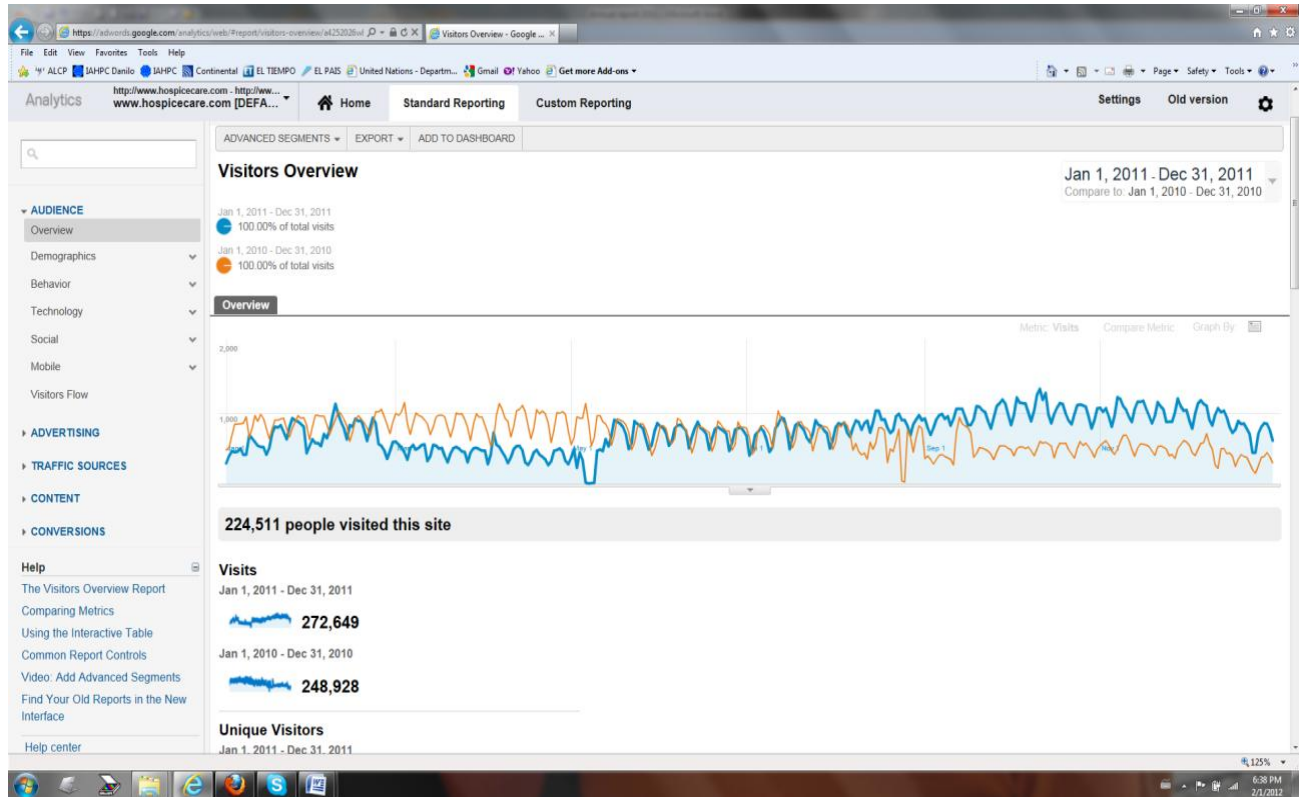 https://adwords.google.com/analytics/web/#report/visitors-overview/a4252026w
Visitors Overview - Google ...
File Edit View Favorites Tools Help
ALCP IAHPC Danilo IAHPC Continental EL TIEMPO EL PAIS United Nations - Departm... Gmail Yahoo Get more Add-ons
Page Safety Tools
Analytics
http://www.hospicecare.com - http://ww...
www.hospicecare.com [DEFA...
Home Standard Reporting Custom Reporting
Settings Old version
ADVANCED SEGMENTS EXPORT ADD TO DASHBOARD
Visitors Overview
Jan 1, 2011 - Dec 31, 2011
Compare to: Jan 1, 2010 - Dec 31, 2010
AUDIENCE
Overview
Demographics
Behavior
Technology
Social
Mobile
Visitors Flow
ADVERTISING
TRAFFIC SOURCES
CONTENT
CONVERSIONS
Help
The Visitors Overview Report
Comparing Metrics
Using the Interactive Table
Common Report Controls
Video: Add Advanced Segments
Find Your Old Reports in the New
Interface
Help center
Jan 1, 2011 - Dec 31, 2011
100.00% of total visits
Jan 1, 2010 - Dec 31, 2010
100.00% of total visits
Overview
Metric: Visits Compare Metric Graph By:
2,000
1,000
May 1
Sep 1
224,511 people visited this site
Visits
Jan 1, 2011 - Dec 31, 2011
272,649
Jan 1, 2010 - Dec 31, 2010
248,928
Unique Visitors
Jan 1, 2011 - Dec 31, 2011
125%
6:38 PM
2/1/2012